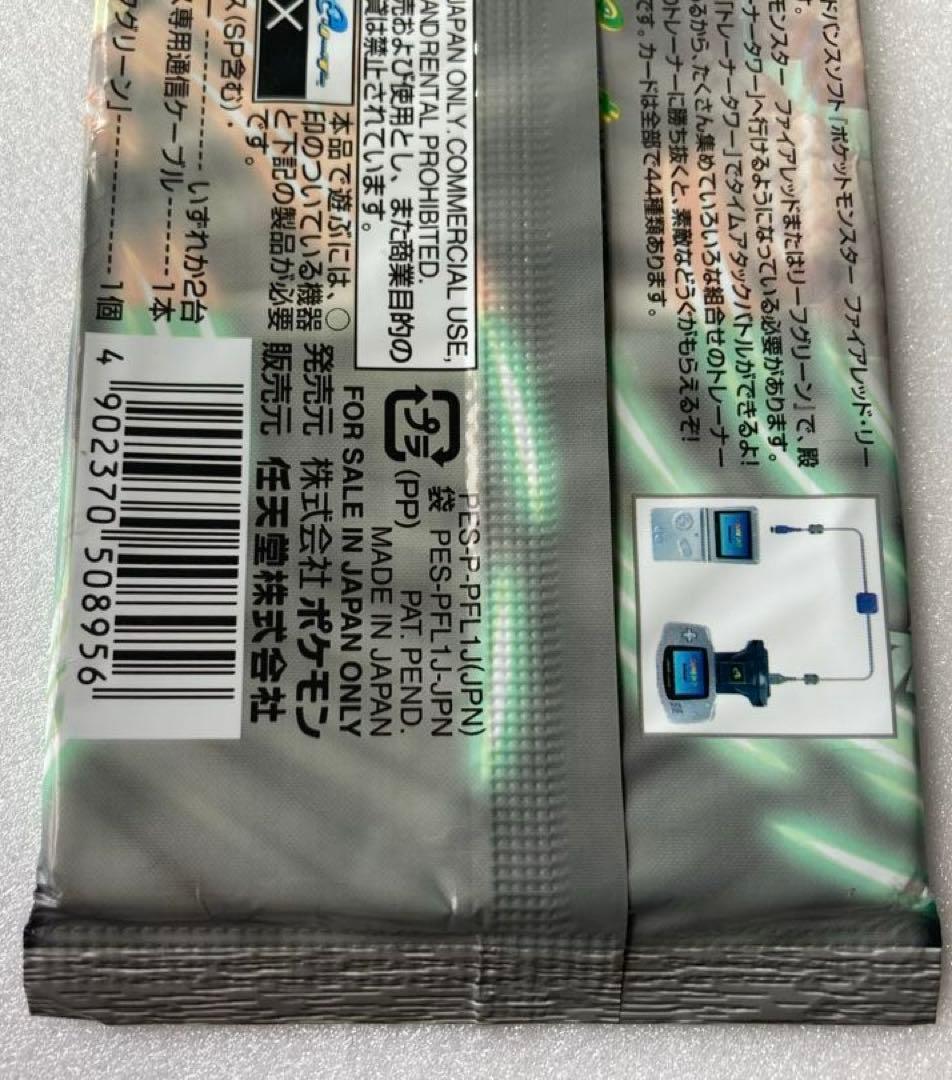 ドバンスソフト「ポケットモンスター ファイアレッド・リー
モンスター ファイアレッドまたはリーフグリーン」で、殿
ーナータワー」へ行けるようになっている必要があります。
「トレーナータワー」でタイムアタックバトルができるよ!
るから、たくさん集めていろいろな組合せのトレーナー
のトレーナーに勝ち抜くと、素敵などうぐがもらえるぞ!
です。カードは全部で44種類あります。
JAPAN ONLY. COMMERCIAL USE,
AND RENTAL PROHIBITED.
売および使用とし、また商業目的の
貸は禁止されています。
本品で遊ぶには、○
印のついている機器
と下記の製品が必要
です。
ス(SP含む)
いずれか2台
ス専用通信ケーブル 1本
フグリーン」 1個
PES-P-PFL1J(JPN)
袋 PES-PFL1J-JPN
プラ
(PP) PAT. PEND.
MADE IN JAPAN
FOR SALE IN JAPAN ONLY
発売元 株式会社 ポケモン
販売元 任天堂株式会社
4 902370 508956